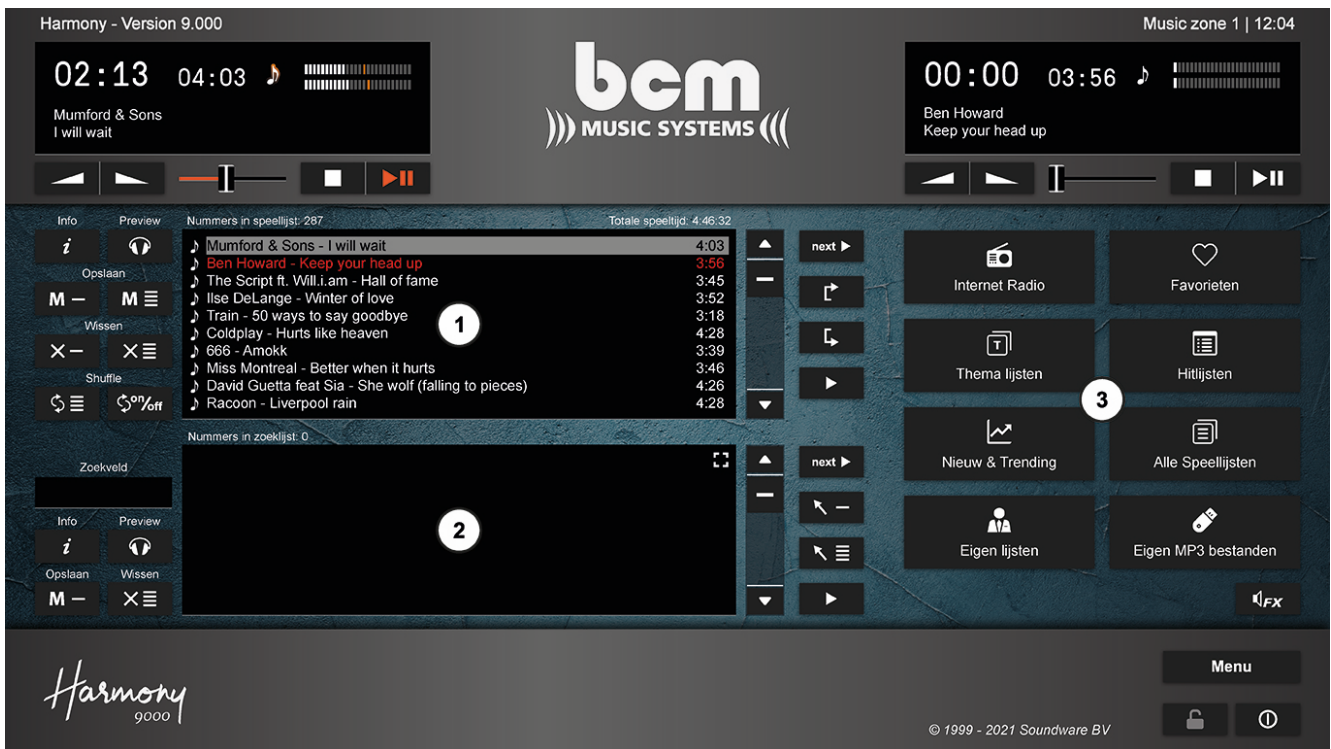 Harmony - Version 9.000
Music zone 1 | 12:04
02:13 04:03
Mumford & Sons
I will wait
bcm
MUSIC SYSTEMS
00:00 03:56
Ben Howard
Keep your head up
Info Preview
Opslaan
M M
Wissen
Shuffle
on/off
Nummers in speellijst: 287
Totale speeltijd: 4:46:32
Mumford & Sons - I will wait 4:03
Ben Howard - Keep your head up 3:56
The Script ft. Will.i.am - Hall of fame 3:45
Ilse DeLange - Winter of love 3:52
Train - 50 ways to say goodbye 3:18
Coldplay - Hurts like heaven 4:28
666 - Amokk 3:39
Miss Montreal - Better when it hurts 3:46
David Guetta feat Sia - She wolf (falling to pieces) 4:26
Racoon - Liverpool rain 4:28
1
next
Nummers in zoeklijst: 0
Zoekveld
Info Preview
Opslaan Wissen
M
2
next
Internet Radio
Favorieten
Thema lijsten
Hitlijsten
3
Nieuw & Trending
Alle Speellijsten
Eigen lijsten
Eigen MP3 bestanden
FX
Harmony
9000
Menu
© 1999 - 2021 Soundware BV